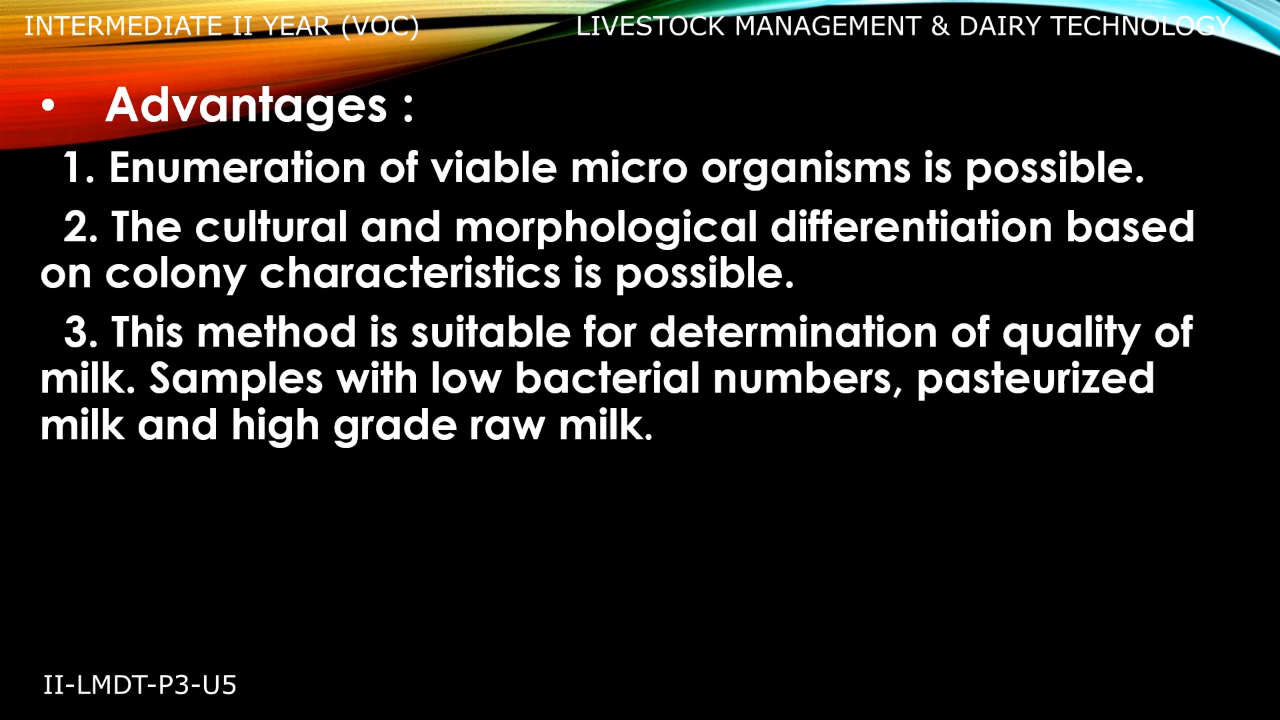 INTERMEDIATE II YEAR (VOC) LIVESTOCK MANAGEMENT & DAIRY TECHNOLOGY
• Advantages :
1. Enumeration of viable micro organisms is possible.
2. The cultural and morphological differentiation based
on colony characteristics is possible.
3. This method is suitable for determination of quality of
milk. Samples with low bacterial numbers, pasteurized
milk and high grade raw milk.
II-LMDT-P3-U5